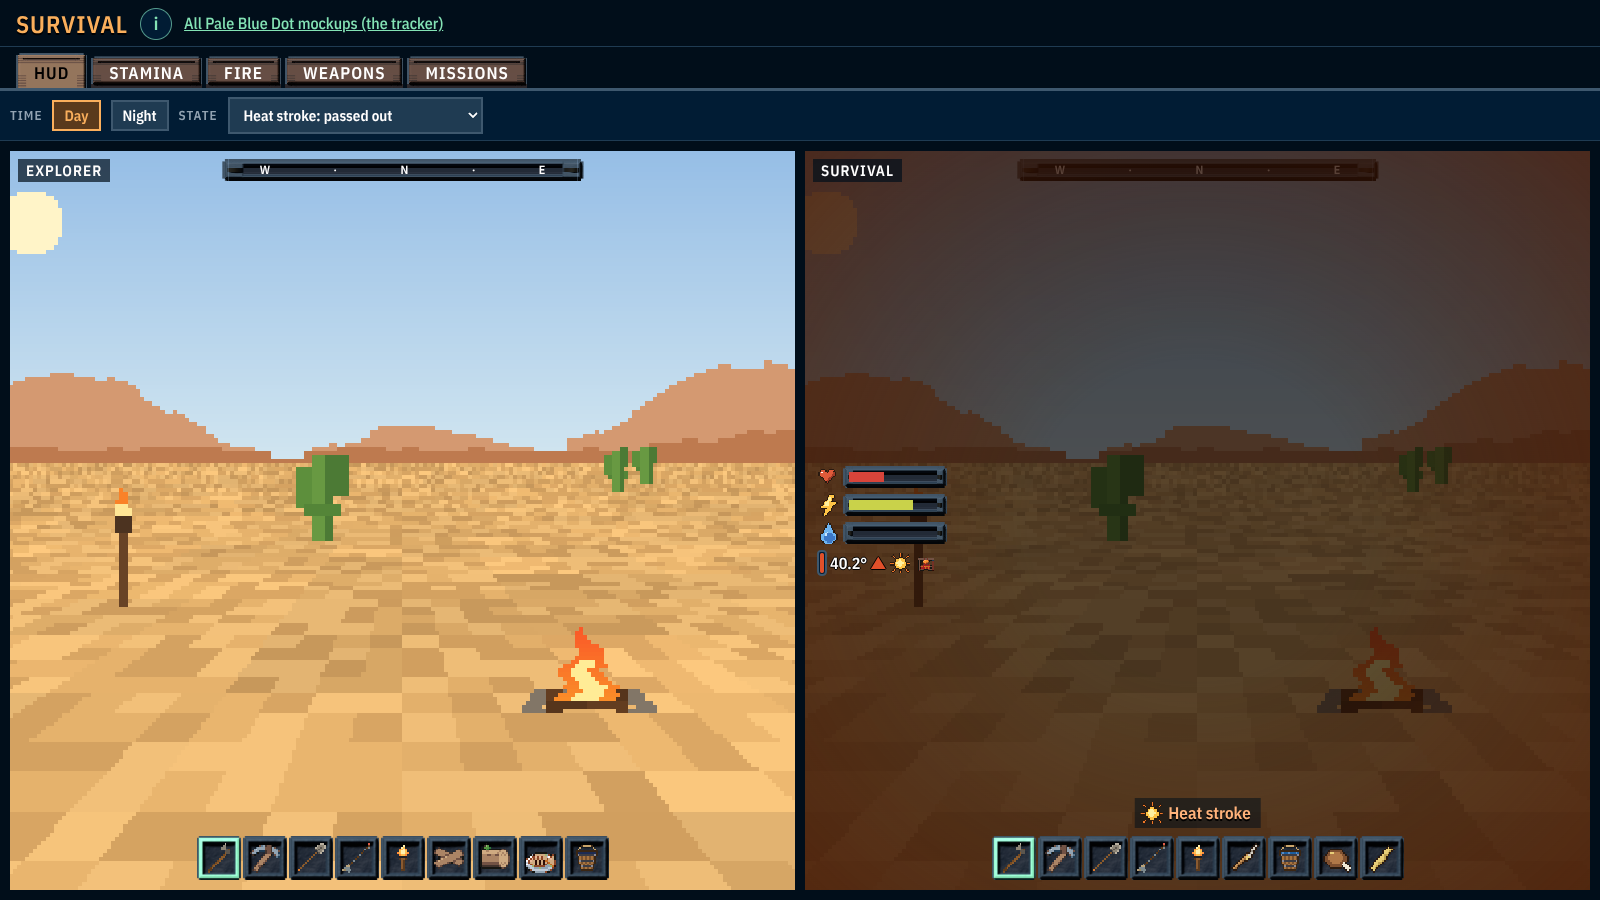 SURVIVAL i All Pale Blue Dot mockups (the tracker)
HUD STAMINA FIRE WEAPONS MISSIONS
TIME Day Night STATE Heat stroke: passed out
EXPLORER W · N · E
SURVIVAL W · N · E
40.2°
Heat stroke